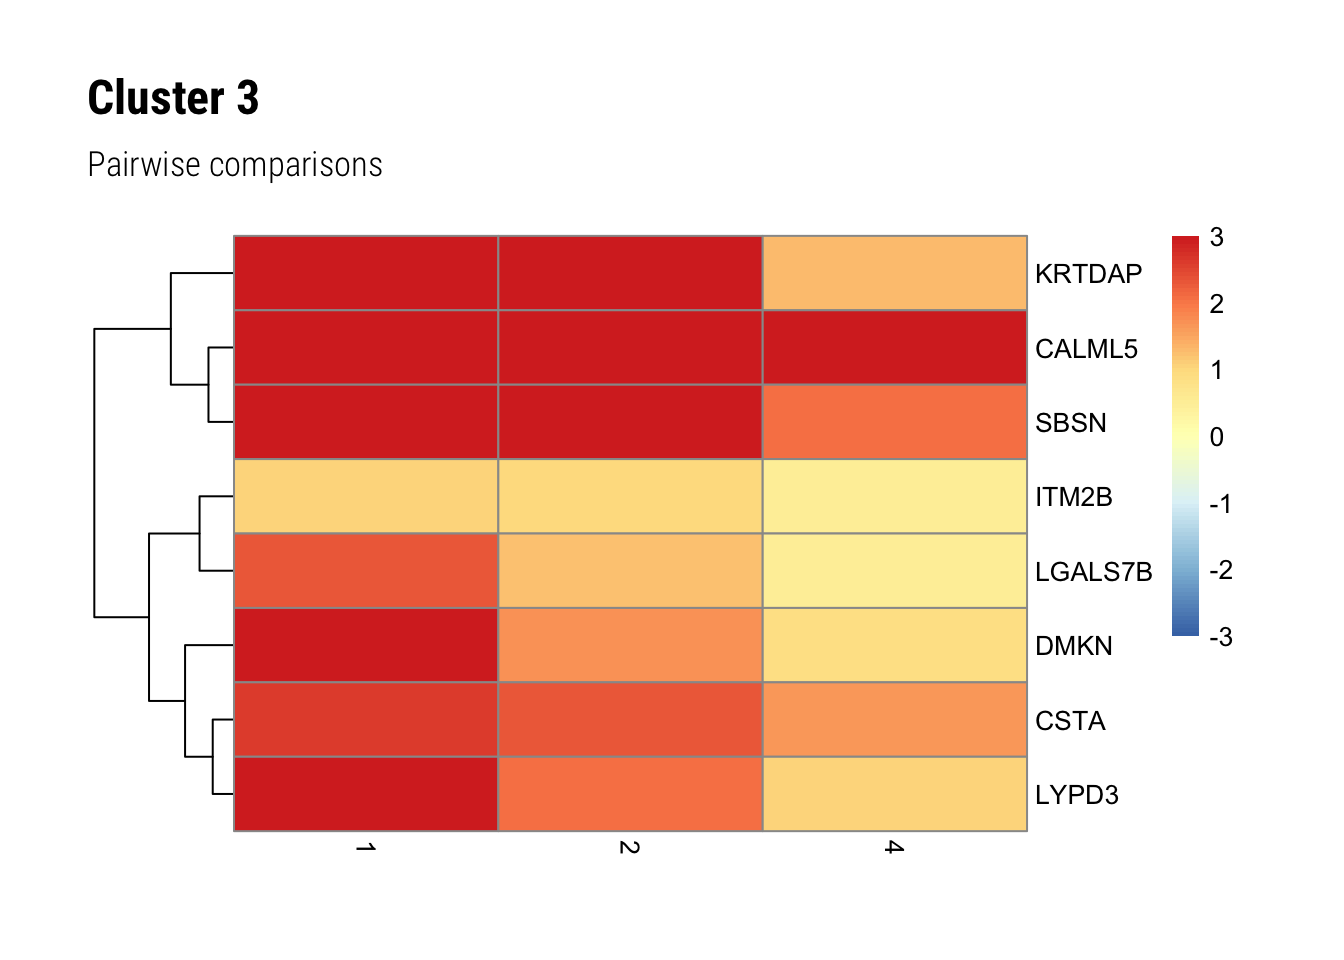 Cluster 3
Pairwise comparisons
KRTDAP
CALML5
SBSN
ITM2B
LGALS7B
DMKN
CSTA
LYPD3
3
2
1
0
-1
-2
-3
1
2
4